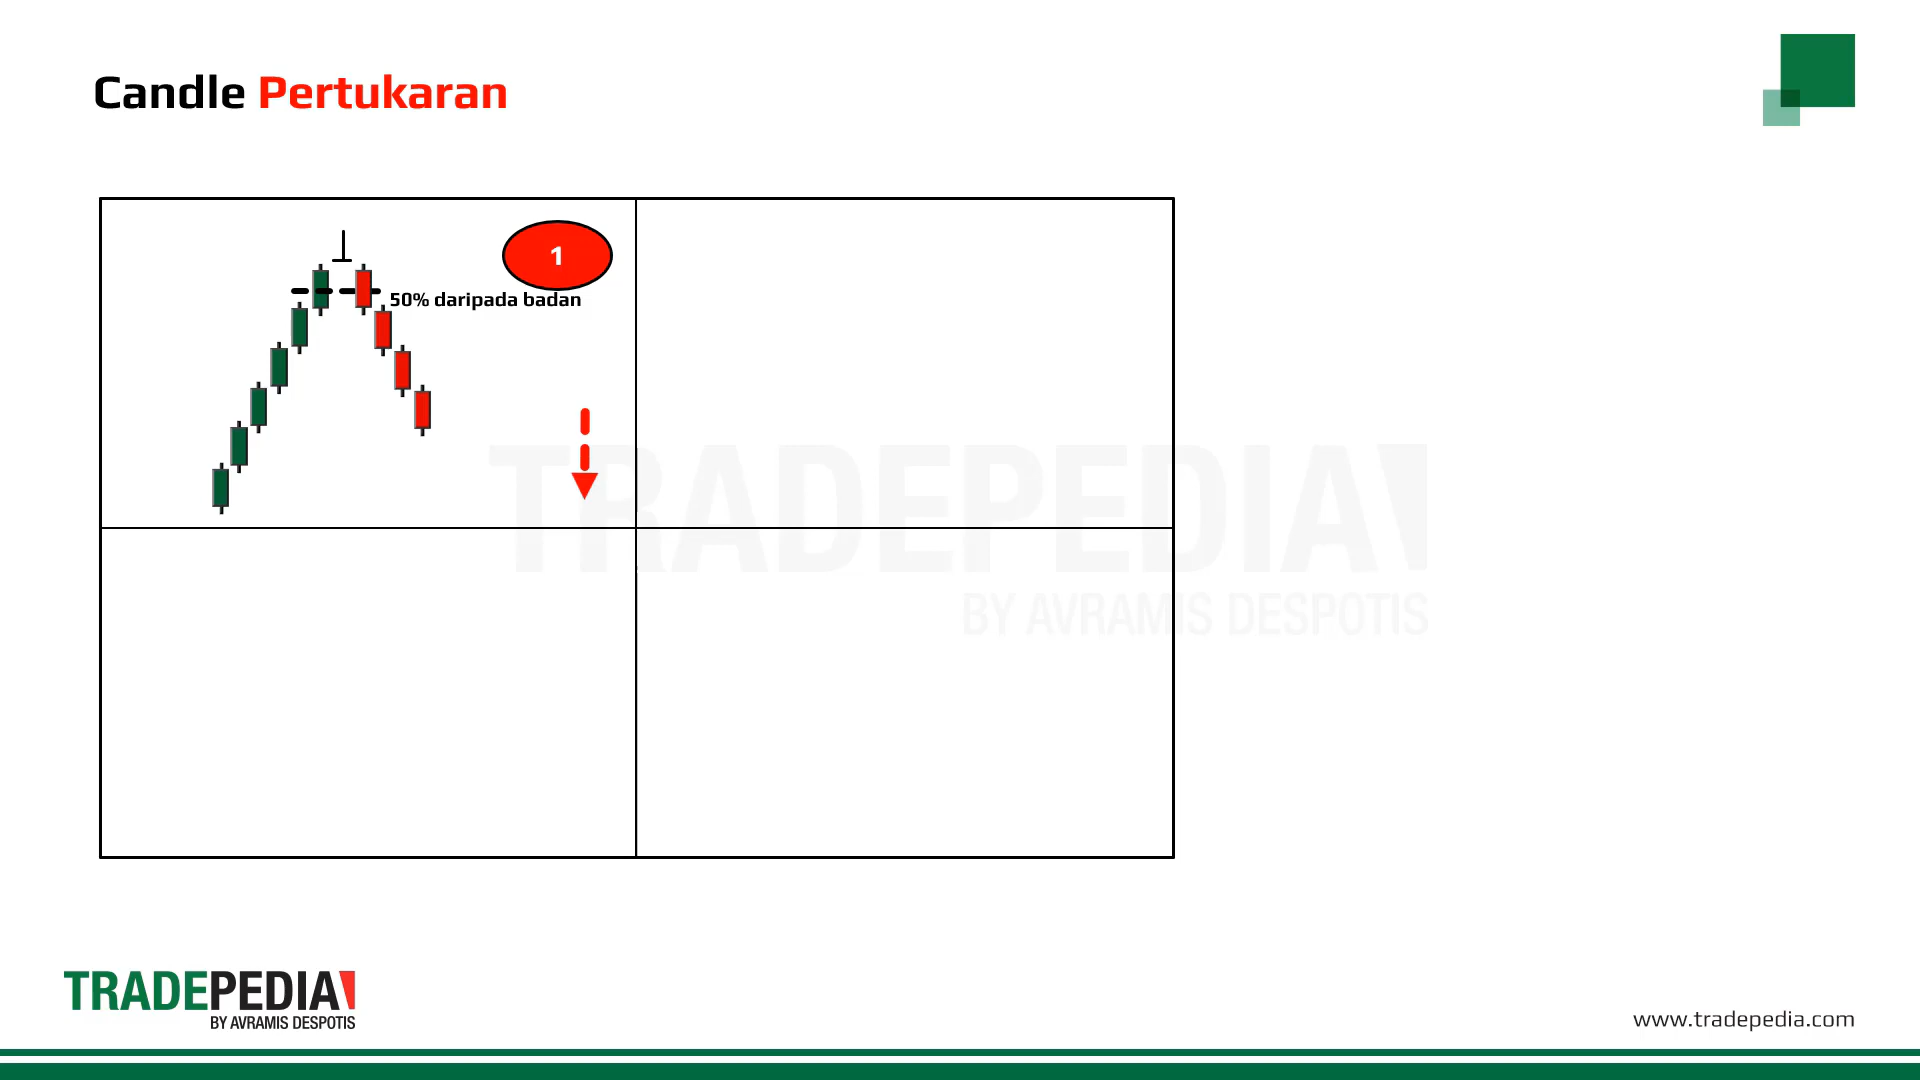 Candle Pertukaran
1
50% daripada badan
TRADEPEDIA
BY AVRAMIS DESPOTIS
TRADEPEDIA
BY AVRAMIS DESPOTIS
www.tradepedia.com